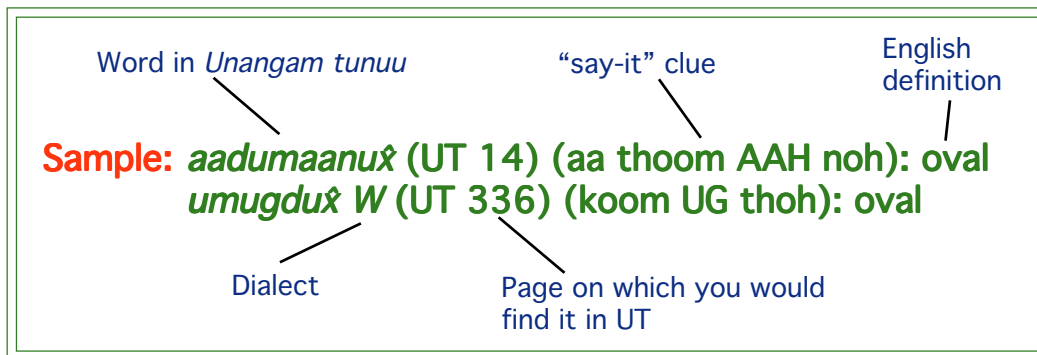 Word in Unangam tunuu
“say-it” clue
English
definition
Sample: aadumaanux̂ (UT 14) (aa thoom AAH noh): oval
umugdux̂ W (UT 336) (koom UG thoh): oval
Dialect
Page on which you would
find it in UT